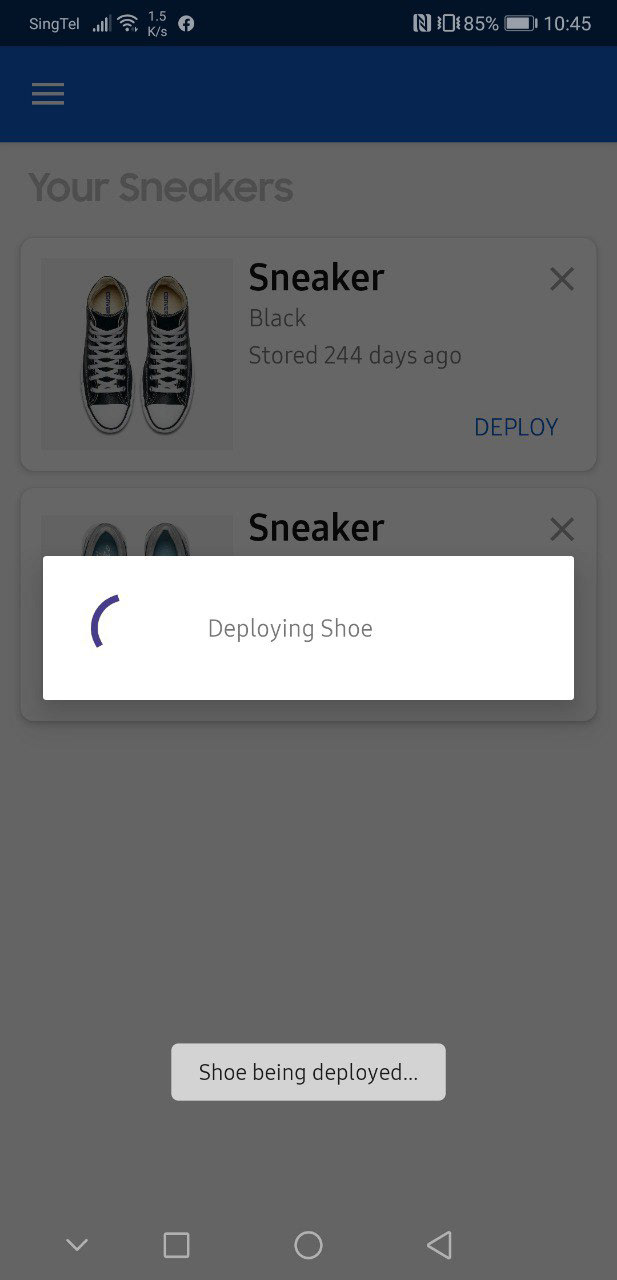 SingTel 1.5 K/s 85% 10:45
Your Sneakers
Sneaker
Black
Stored 244 days ago
DEPLOY
Sneaker
Deploying Shoe
Shoe being deployed...